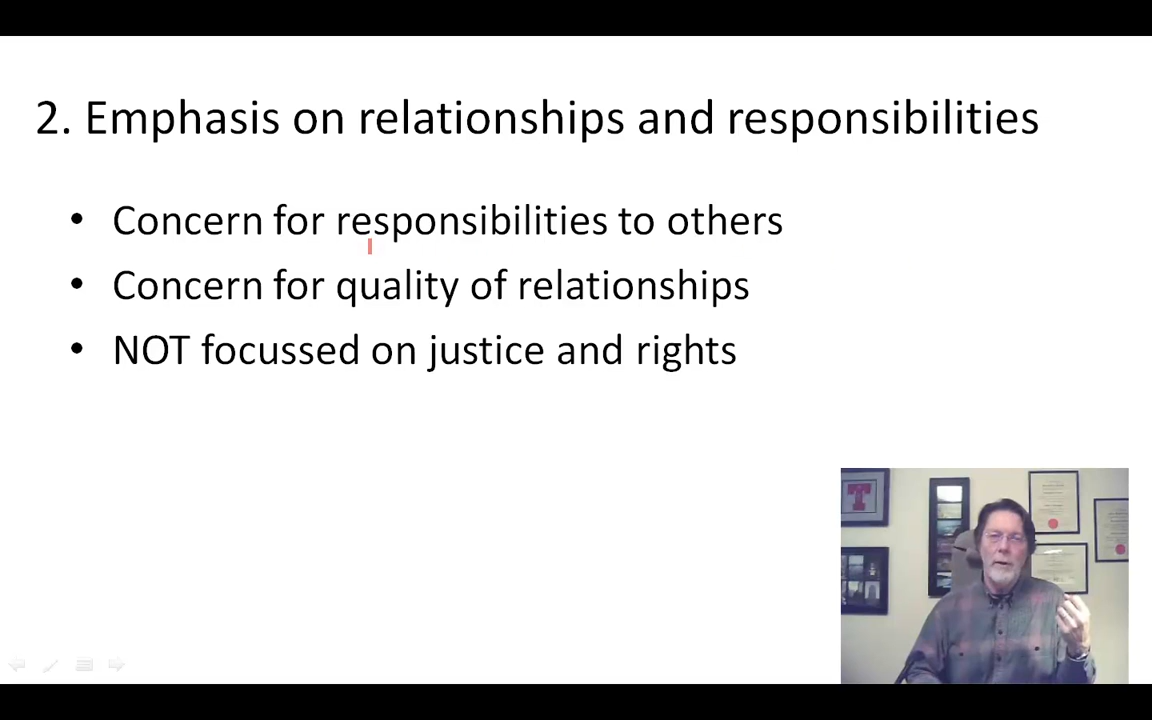 2. Emphasis on relationships and responsibilities
• Concern for responsibilities to others
• Concern for quality of relationships
• NOT focussed on justice and rights
T